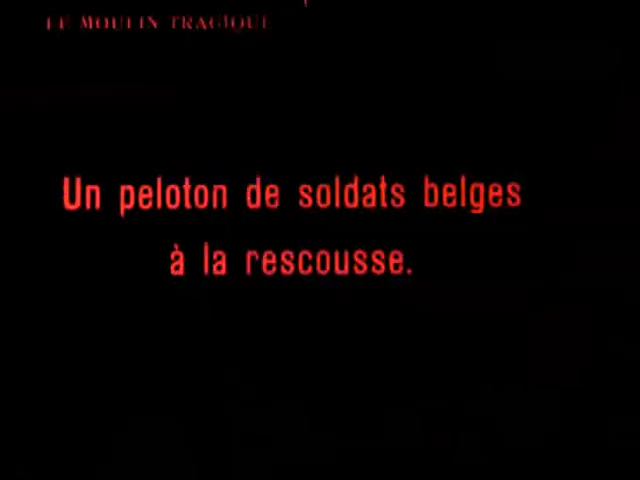 LE MOULIN TRAGIQUE
Un peloton de soldats belges
à la rescousse.